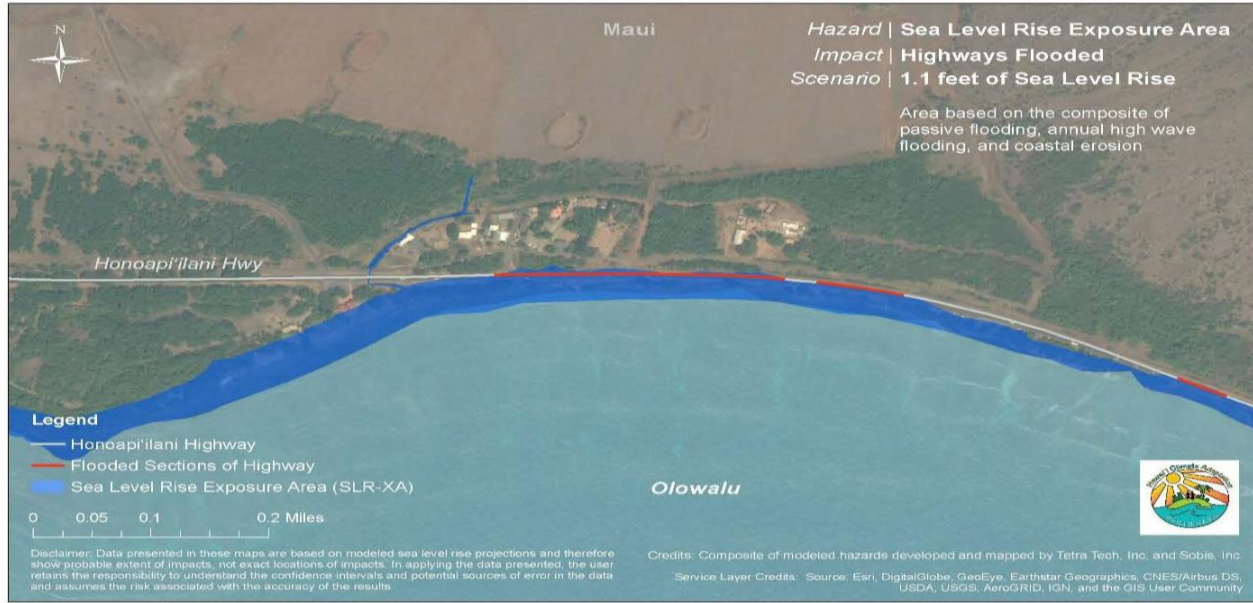 N
Maui
Hazard | Sea Level Rise Exposure Area
Impact | Highways Flooded
Scenario | 1.1 feet of Sea Level Rise
Area based on the composite of
passive flooding, annual high wave
flooding, and coastal erosion
Honoapi'ilani Hwy
Legend
Honoapi'ilani Highway
Flooded Sections of Highway
Sea Level Rise Exposure Area (SLR-XA)
0 0.05 0.1 0.2 Miles
Olowalu
Hawai'i Climate Adaptation
Disclaimer: Data presented in these maps are based on modeled sea level rise projections and therefore
show probable extent of impacts, not exact locations of impacts. In applying the data presented, the user
retains the responsibility to understand the confidence intervals and potential sources of error in the data
and assumes the risk associated with the accuracy of the results.
Credits: Composite of modeled hazards developed and mapped by Tetra Tech, Inc. and Sobis, Inc.
Service Layer Credits: Source: Esri, DigitalGlobe, GeoEye, Earthstar Geographics, CNES/Airbus DS,
USDA, USGS, AeroGRID, IGN, and the GIS User Community